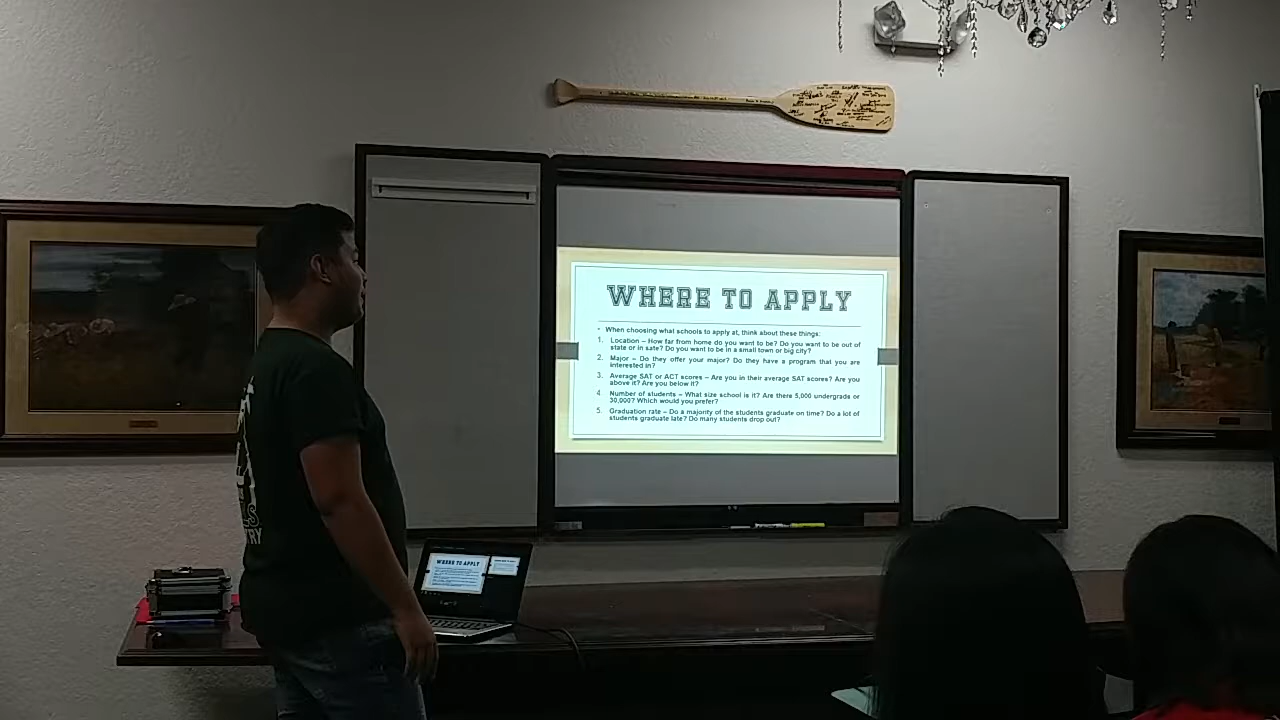 WHERE TO APPLY
• When choosing what schools to apply at, think about these things:
1. Location – How far from home do you want to be? Do you want to be out of
state or in sate? Do you want to be in a small town or big city?
2. Major – Do they offer your major? Do they have a program that you are
interested in?
3. Average SAT or ACT scores – Are you in their average SAT scores? Are you
above it? Are you below it?
4 Number of students – What size school is it? Are there 5,000 undergrads or
30,000? Which would you prefer?
5. Graduation rate – Do a majority of the students graduate on time? Do a lot of
students graduate late? Do many students drop out?
WHERE TO APPLY